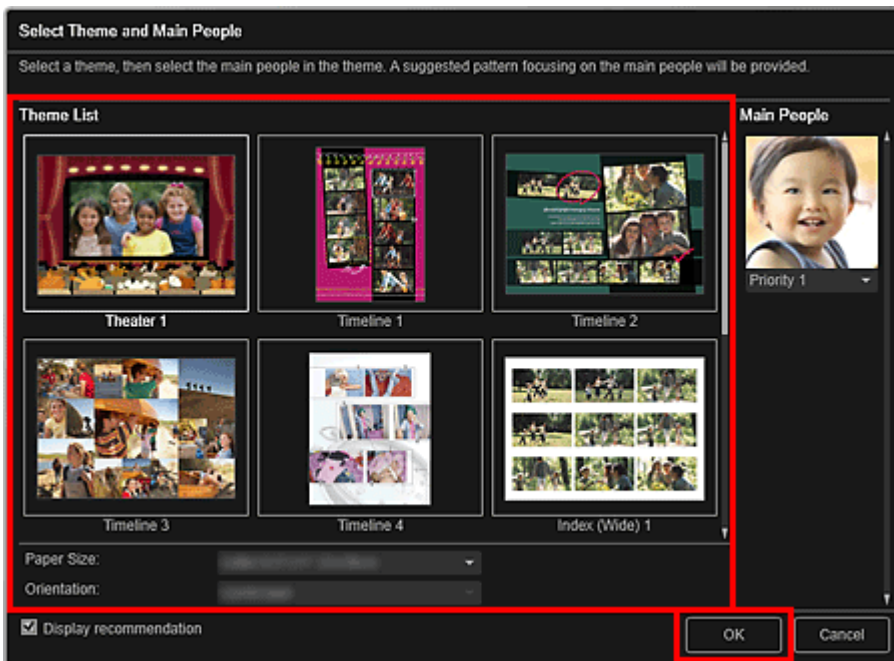 Select Theme and Main People
Select a theme, then select the main people in the theme. A suggested pattern focusing on the main people will be provided.
Theme List
Main People
Theater 1
Timeline 1
Timeline 2
Priority 1
Timeline 3
Timeline 4
Index (Wide) 1
Paper Size:
Orientation:
Display recommendation
OK
Cancel